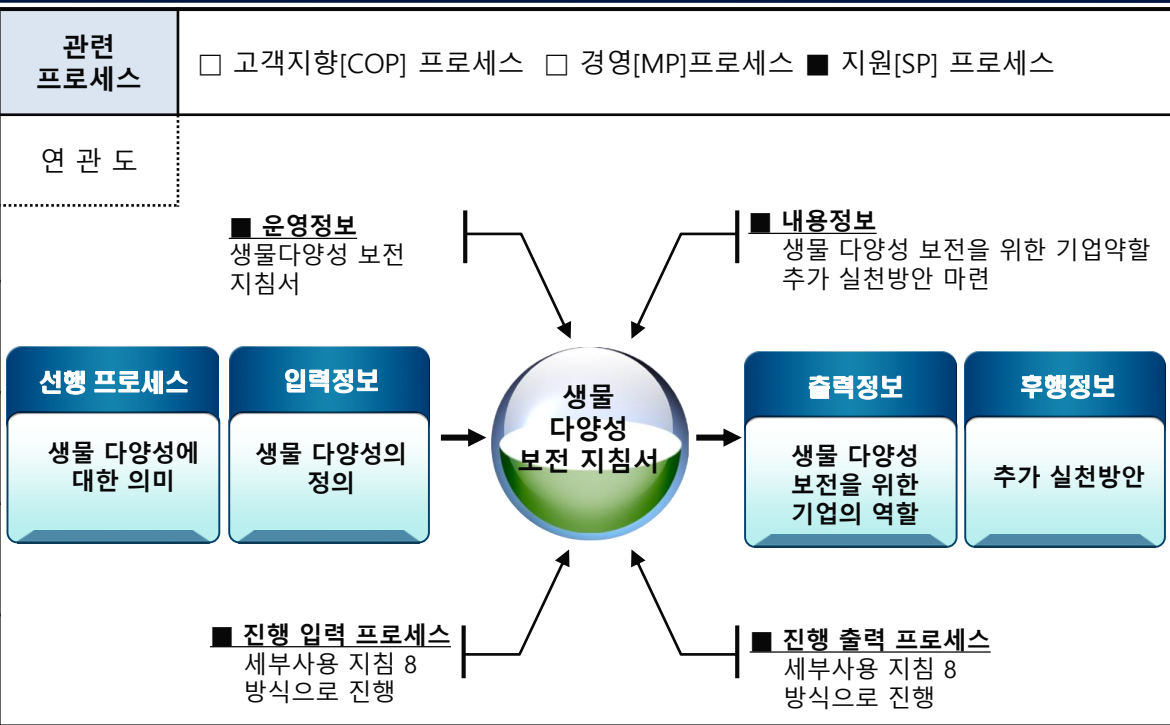 관련
프로세스
□ 고객지향[COP] 프로세스 □ 경영[MP]프로세스 ■ 지원[SP] 프로세스
연 관 도
■ 운영정보
생물다양성 보전
지침서
■ 내용정보
생물 다양성 보전을 위한 기업약할
추가 실천방안 마련
선행 프로세스
생물 다양성에
대한 의미
입력정보
생물 다양성의
정의
생물
다양성
보전 지침서
출력정보
생물 다양성
보전을 위한
기업의 역할
후행정보
추가 실천방안
■ 진행 입력 프로세스
세부사용 지침 8
방식으로 진행
■ 진행 출력 프로세스
세부사용 지침 8
방식으로 진행